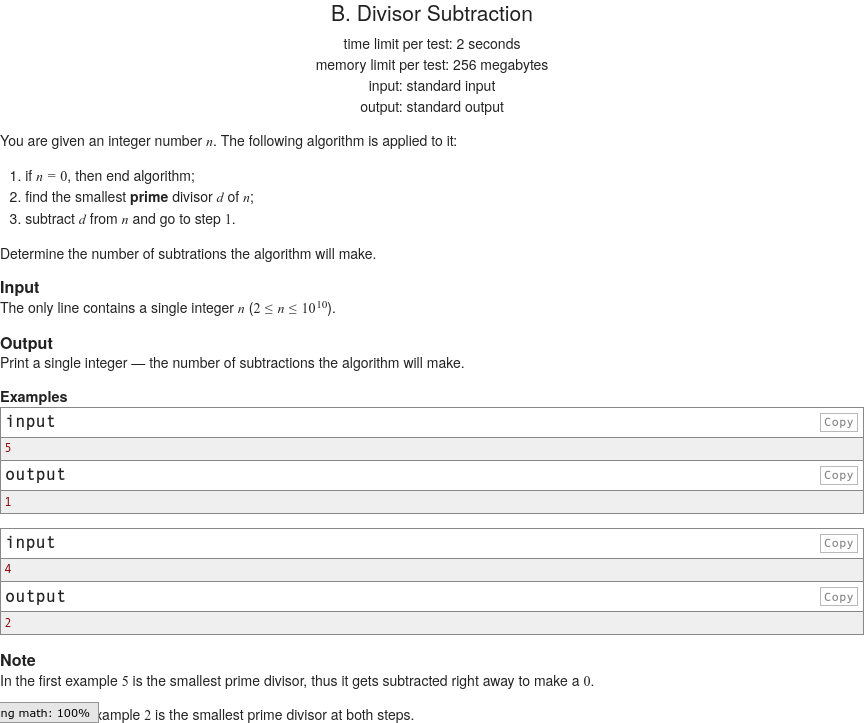 B. Divisor Subtraction
time limit per test: 2 seconds
memory limit per test: 256 megabytes
input: standard input
output: standard output
You are given an integer number n. The following algorithm is applied to it:
1. if n = 0, then end algorithm;
2. find the smallest prime divisor d of n;
3. subtract d from n and go to step 1.
Determine the number of subtrations the algorithm will make.
Input
The only line contains a single integer n (2 ≤ n ≤ 10^10).
Output
Print a single integer — the number of subtractions the algorithm will make.
Examples
input Copy
5
output Copy
1
input Copy
4
output Copy
2
Note
In the first example 5 is the smallest prime divisor, thus it gets subtracted right away to make a 0.
ng math: 100% xample 2 is the smallest prime divisor at both steps.